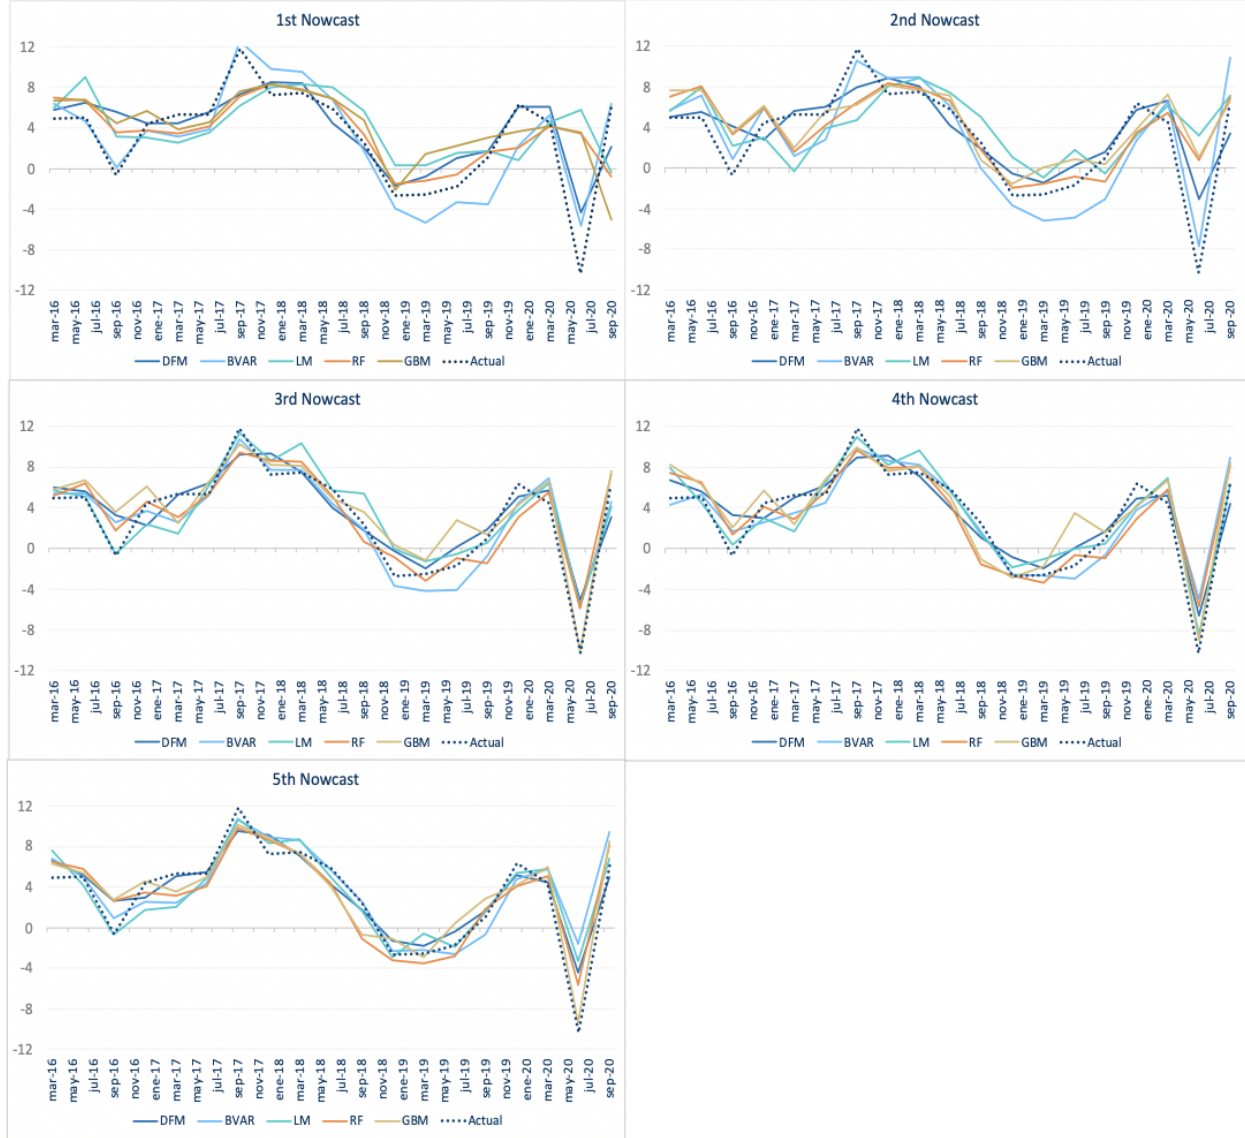 1st Nowcast
12
8
4
0
-4
-8
-12
mar-16 may-16 jul-16 sep-16 nov-16 mar-17 may-17 jul-17 sep-17 nov-17 ene-18 mar-18 may-18 jul-18 sep-18 nov-18 ene-19 mar-19 may-19 jul-19 sep-19 nov-19 ene-20 mar-20 may-20 jul-20 sep-20
DFM BVAR LM RF GBM Actual
2nd Nowcast
12
8
4
0
-4
-8
-12
mar-16 may-16 jul-16 sep-16 nov-16 ene-17 mar-17 may-17 jul-17 sep-17 nov-17 ene-18 mar-18 may-18 jul-18 sep-18 nov-18 ene-19 mar-19 may-19 jul-19 sep-19 nov-19 ene-20 mar-20 may-20 jul-20 sep-20
DFM BVAR LM RF GBM Actual
3rd Nowcast
12
8
4
0
-4
-8
-12
mar-16 may-16 jul-16 sep-16 nov-16 ene-17 mar-17 may-17 jul-17 sep-17 nov-17 ene-18 mar-18 may-18 jul-18 sep-18 nov-18 ene-19 mar-19 may-19 jul-19 sep-19 nov-19 ene-20 mar-20 may-20 jul-20 sep-20
DFM BVAR LM RF GBM Actual
4th Nowcast
12
8
4
0
-4
-8
-12
mar-16 may-16 jul-16 sep-16 nov-16 ene-17 mar-17 may-17 jul-17 sep-17 nov-17 ene-18 mar-18 may-18 jul-18 sep-18 nov-18 ene-19 mar-19 may-19 jul-19 sep-19 nov-19 ene-20 mar-20 may-20 jul-20 sep-20
DFM BVAR LM RF GBM Actual
5th Nowcast
12
8
4
0
-4
-8
-12
mar-16 may-16 jul-16 sep-16 nov-16 ene-17 mar-17 may-17 jul-17 sep-17 nov-17 ene-18 mar-18 may-18 jul-18 sep-18 nov-18 ene-19 mar-19 may-19 jul-19 sep-19 nov-19 ene-20 mar-20 may-20 jul-20 sep-20
DFM BVAR LM RF GBM Actual